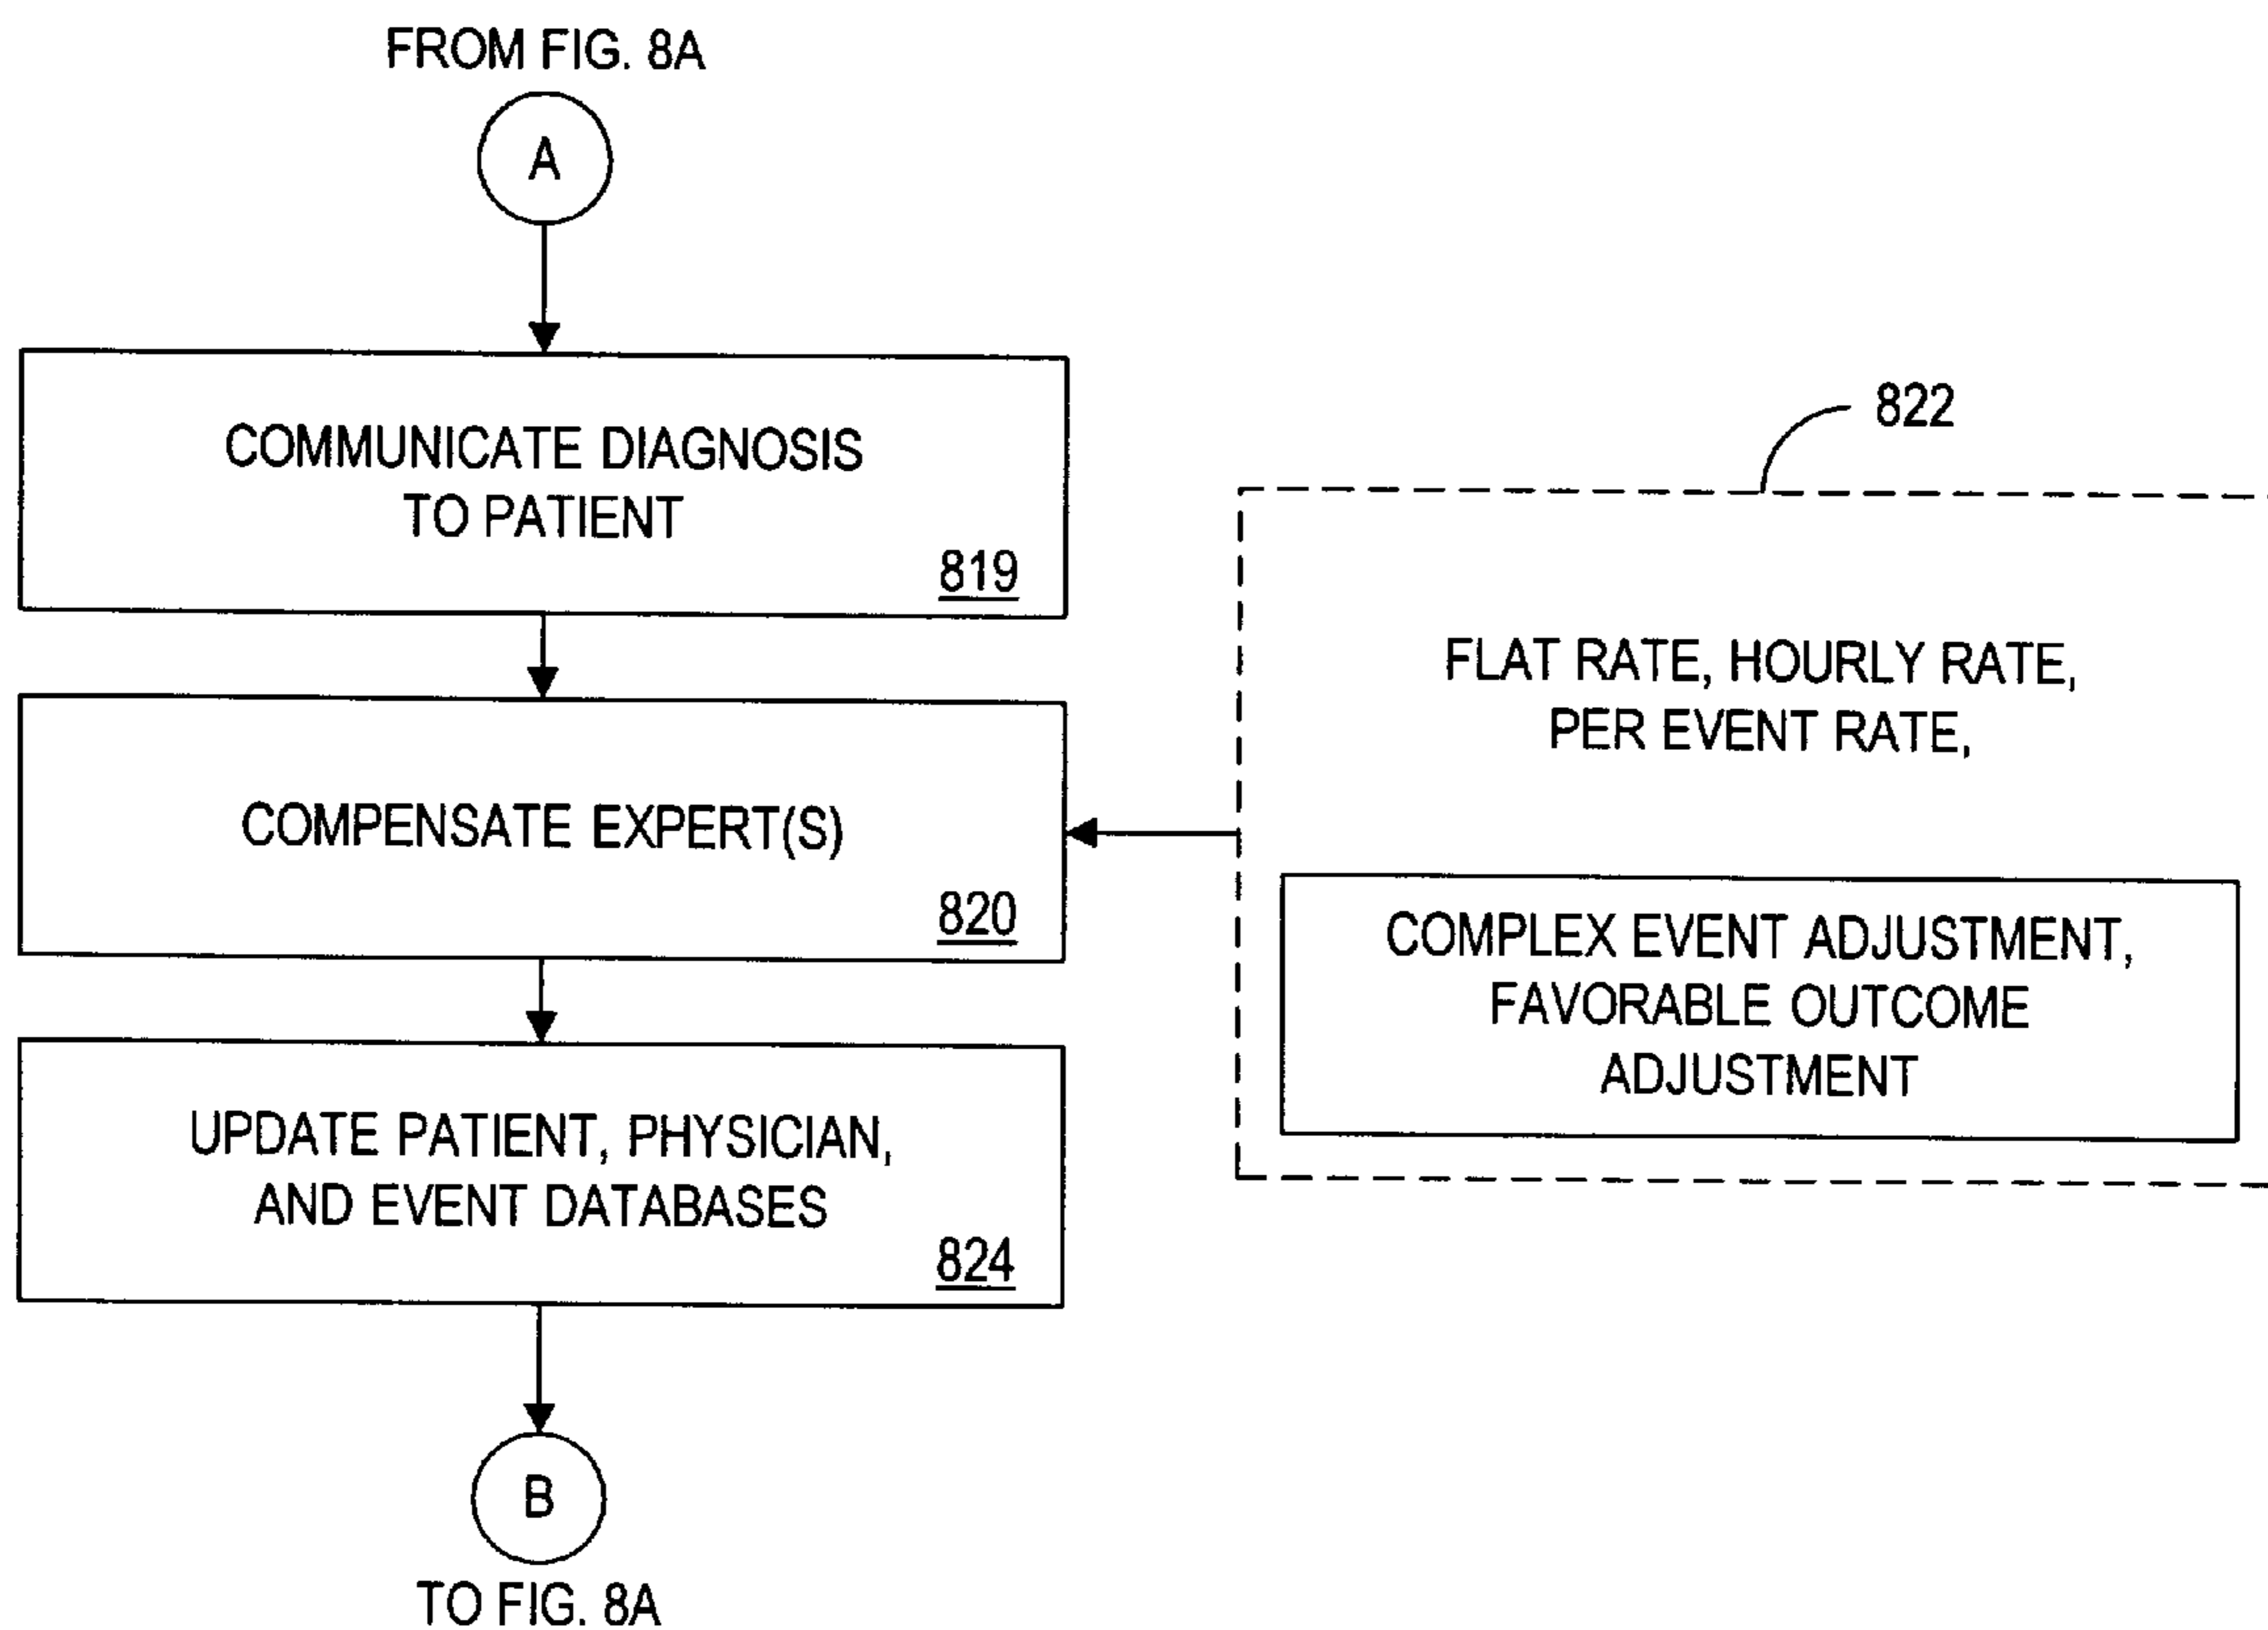 FROM FIG. 8A
A
COMMUNICATE DIAGNOSIS
TO PATIENT
819
COMPENSATE EXPERT(S)
820
UPDATE PATIENT, PHYSICIAN,
AND EVENT DATABASES
824
B
TO FIG. 8A
822
FLAT RATE, HOURLY RATE,
PER EVENT RATE,
COMPLEX EVENT ADJUSTMENT,
FAVORABLE OUTCOME
ADJUSTMENT